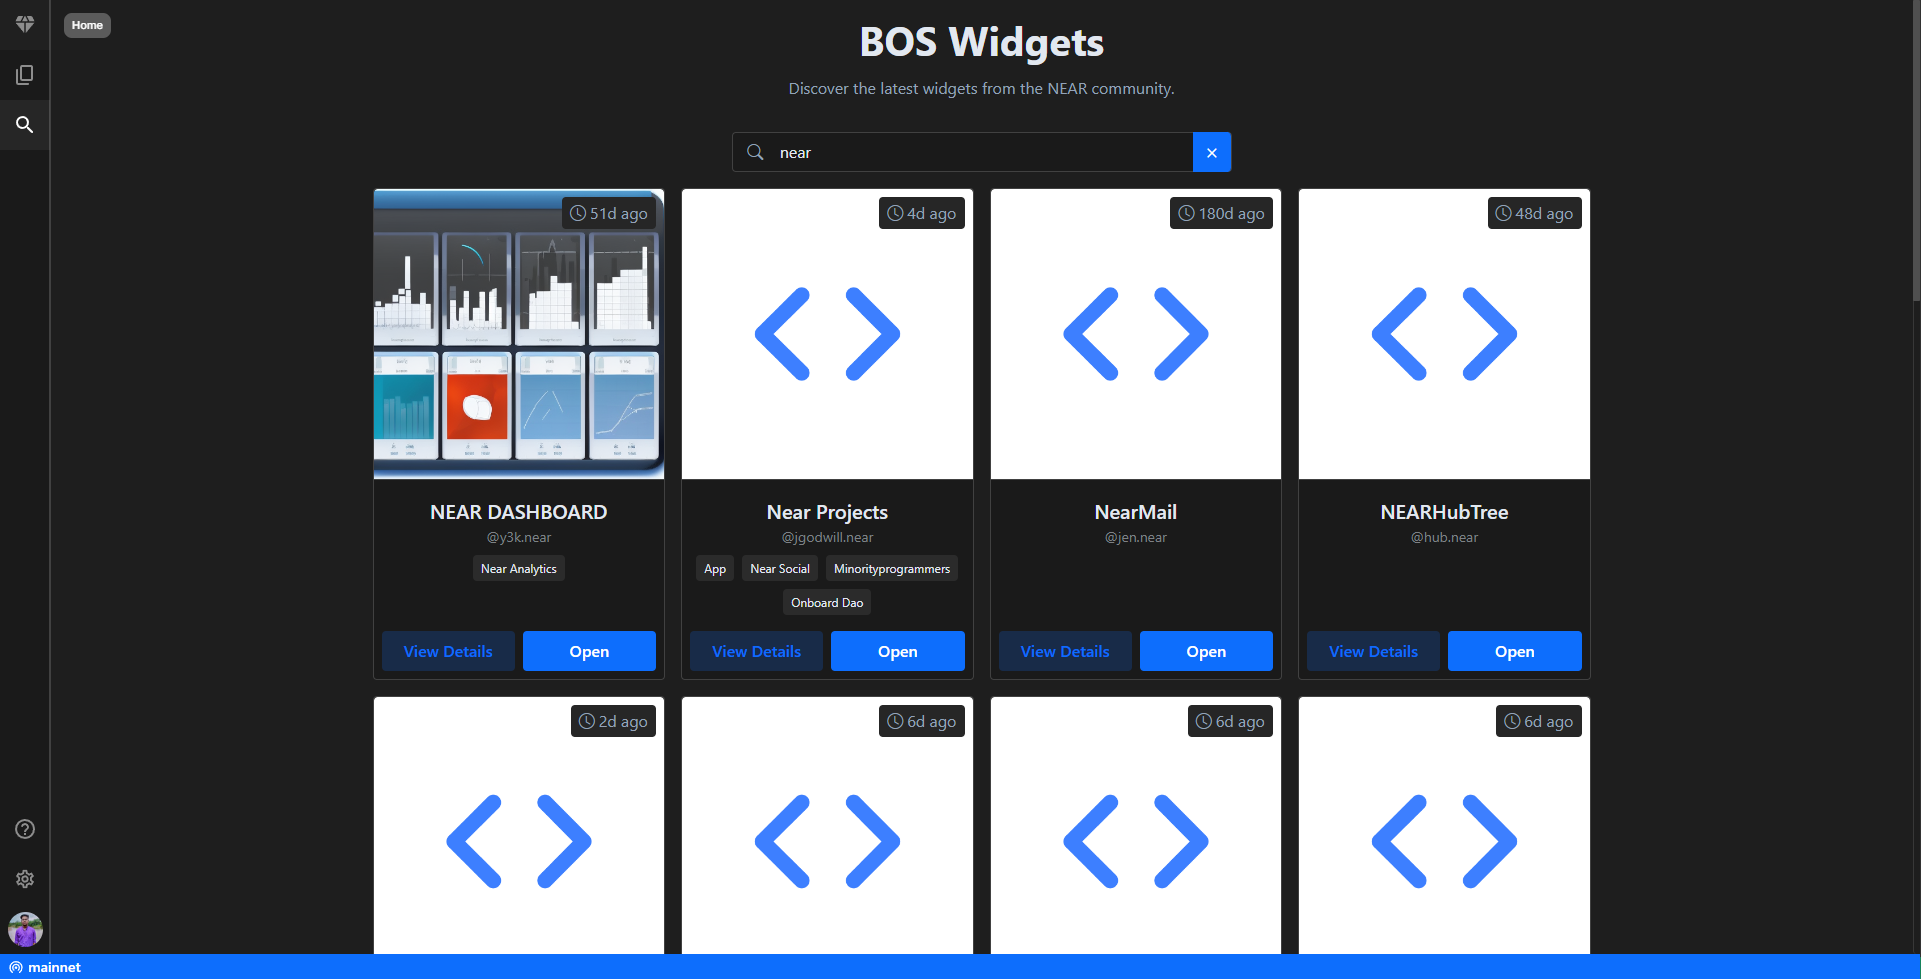 Home
BOS Widgets
Discover the latest widgets from the NEAR community.
near
51d ago
4d ago
180d ago
48d ago
NEAR DASHBOARD
@y3k.near
Near Analytics
View Details Open
Near Projects
@jgodwill.near
App Near Social Minorityprogrammers
Onboard Dao
View Details Open
NearMail
@jen.near
View Details Open
NEARHubTree
@hub.near
View Details Open
2d ago
6d ago
6d ago
6d ago
mainnet